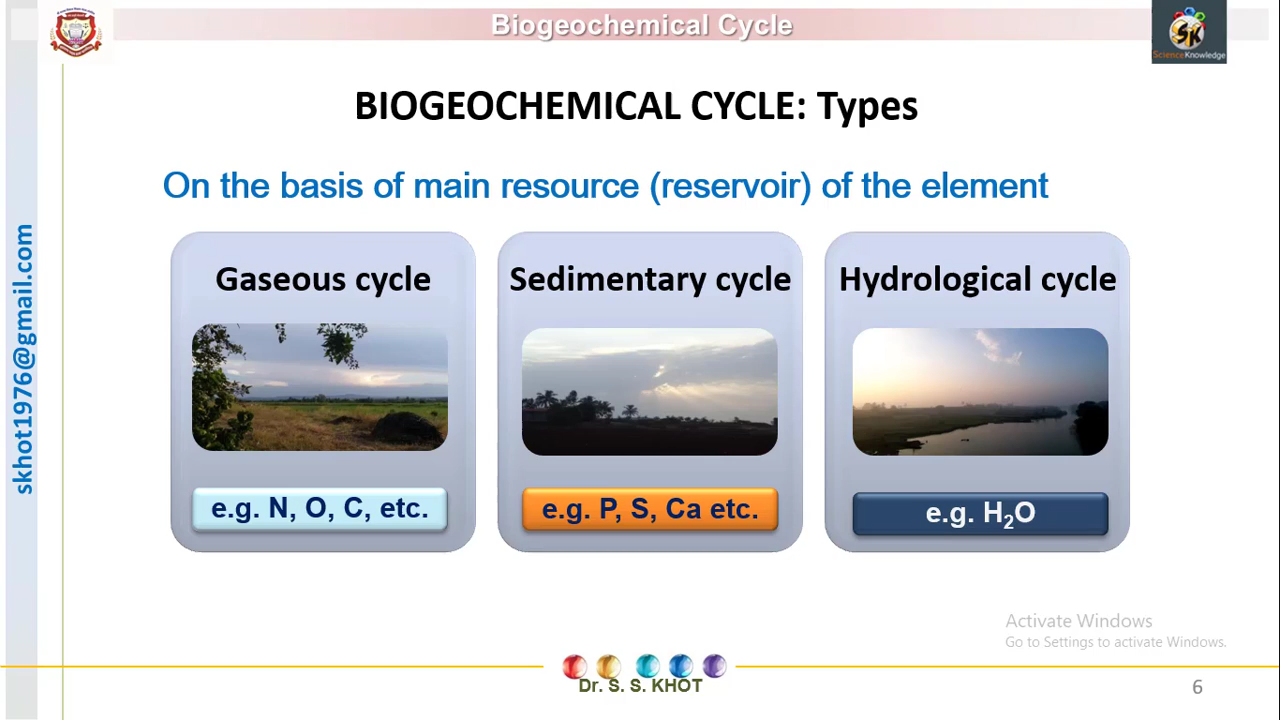 Biogeochemical Cycle
SK
ScienceKnowledge
BIOGEOCHEMICAL CYCLE: Types
On the basis of main resource (reservoir) of the element
Gaseous cycle
e.g. N, O, C, etc.
Sedimentary cycle
e.g. P, S, Ca etc.
Hydrological cycle
e.g. H₂O
skhot1976@gmail.com
Activate Windows
Go to Settings to activate Windows.
Dr. S. S. KHOT
6